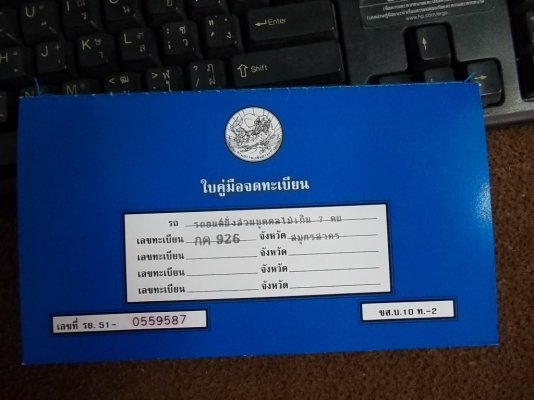 Enter
Shift
ใบคู่มือจดทะเบียน
รถ รถยนต์นั่งส่วนบุคคลไม่เกิน 7 คน
เลขทะเบียน กค 926 จังหวัด สมุทรสาคร
เลขทะเบียน จังหวัด
เลขทะเบียน จังหวัด
เลขทะเบียน จังหวัด
เลขที่ รย. 51- 0559587
ขส.บ.10 ท.-2